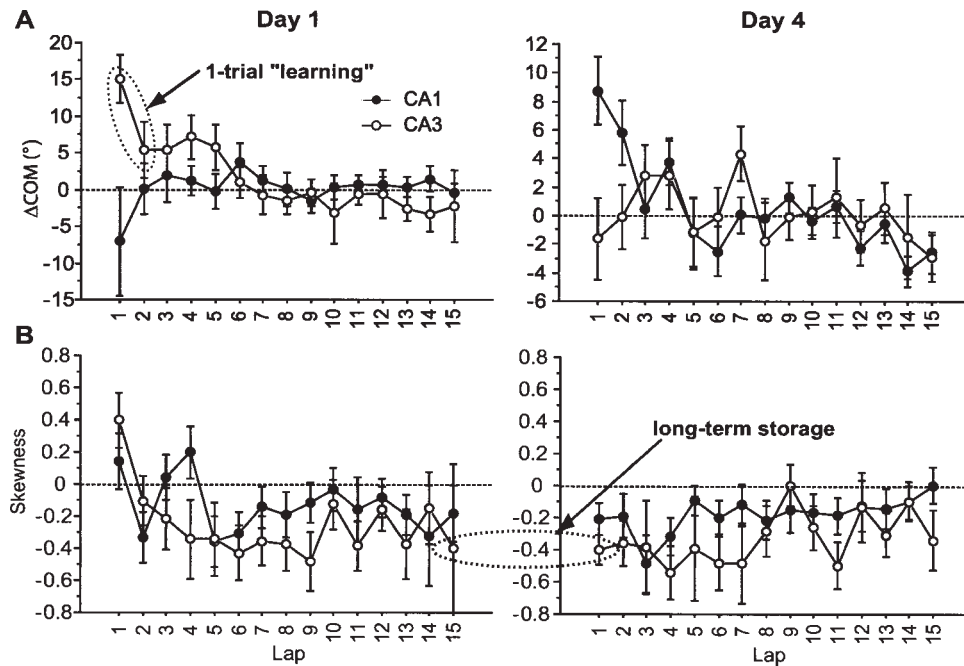 A
Day 1
Day 4
20
15
10
5
0
-5
-10
-15
ΔCOM (°)
1-trial "learning"
CA1
CA3
1 2 3 4 5 6 7 8 9 10 11 12 13 14 15
12
10
8
6
4
2
0
-2
-4
-6
1 2 3 4 5 6 7 8 9 10 11 12 13 14 15
B
0.8
0.6
0.4
0.2
0
-0.2
-0.4
-0.6
-0.8
Skewness
1 2 3 4 5 6 7 8 9 10 11 12 13 14 15
Lap
0.8
0.6
0.4
0.2
0
-0.2
-0.4
-0.6
-0.8
long-term storage
1 2 3 4 5 6 7 8 9 10 11 12 13 14 15
Lap